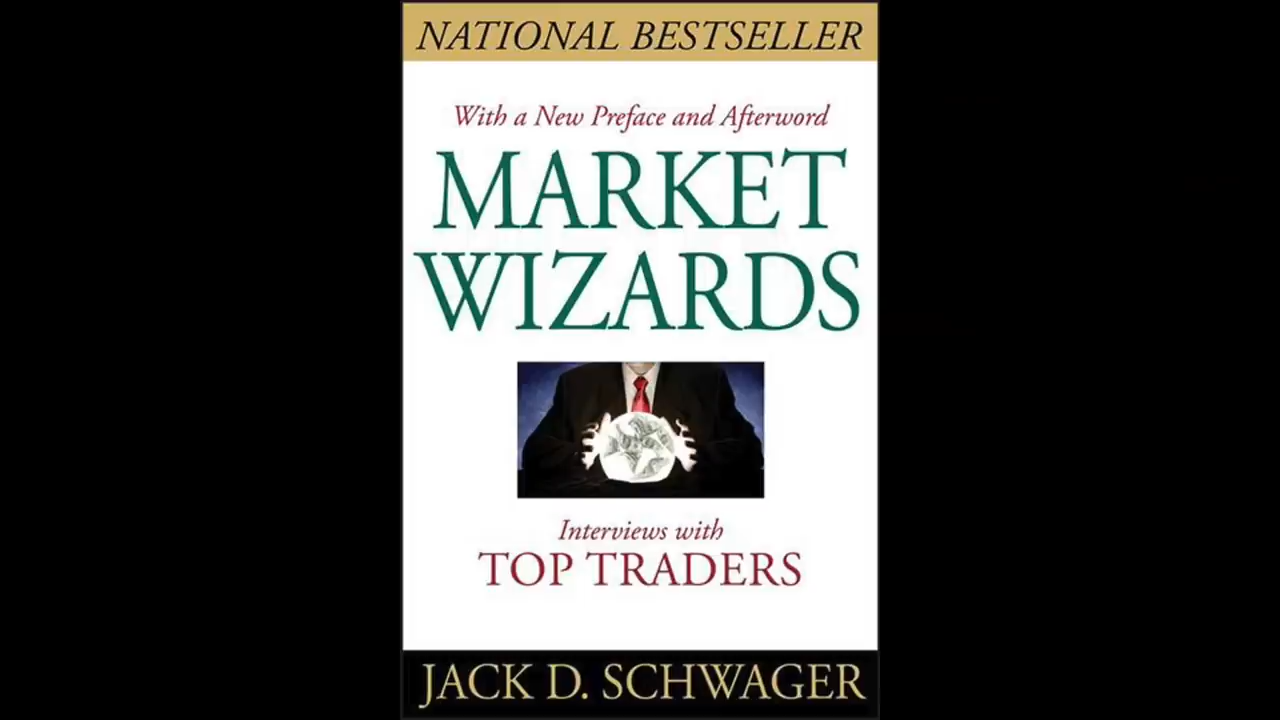 NATIONAL BESTSELLER
With a New Preface and Afterword
MARKET
WIZARDS
Interviews with
TOP TRADERS
JACK D. SCHWAGER